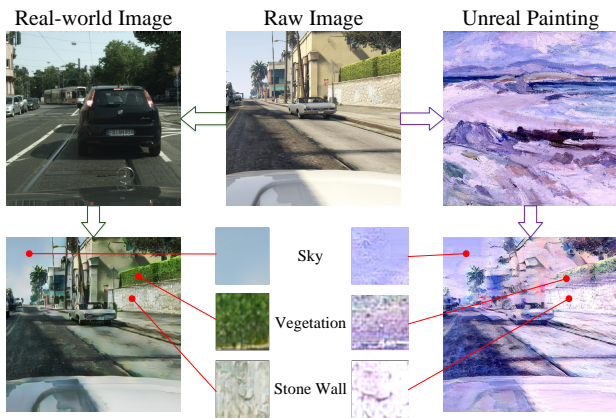 Real-world Image
Raw Image
Unreal Painting
Sky
Vegetation
Stone Wall